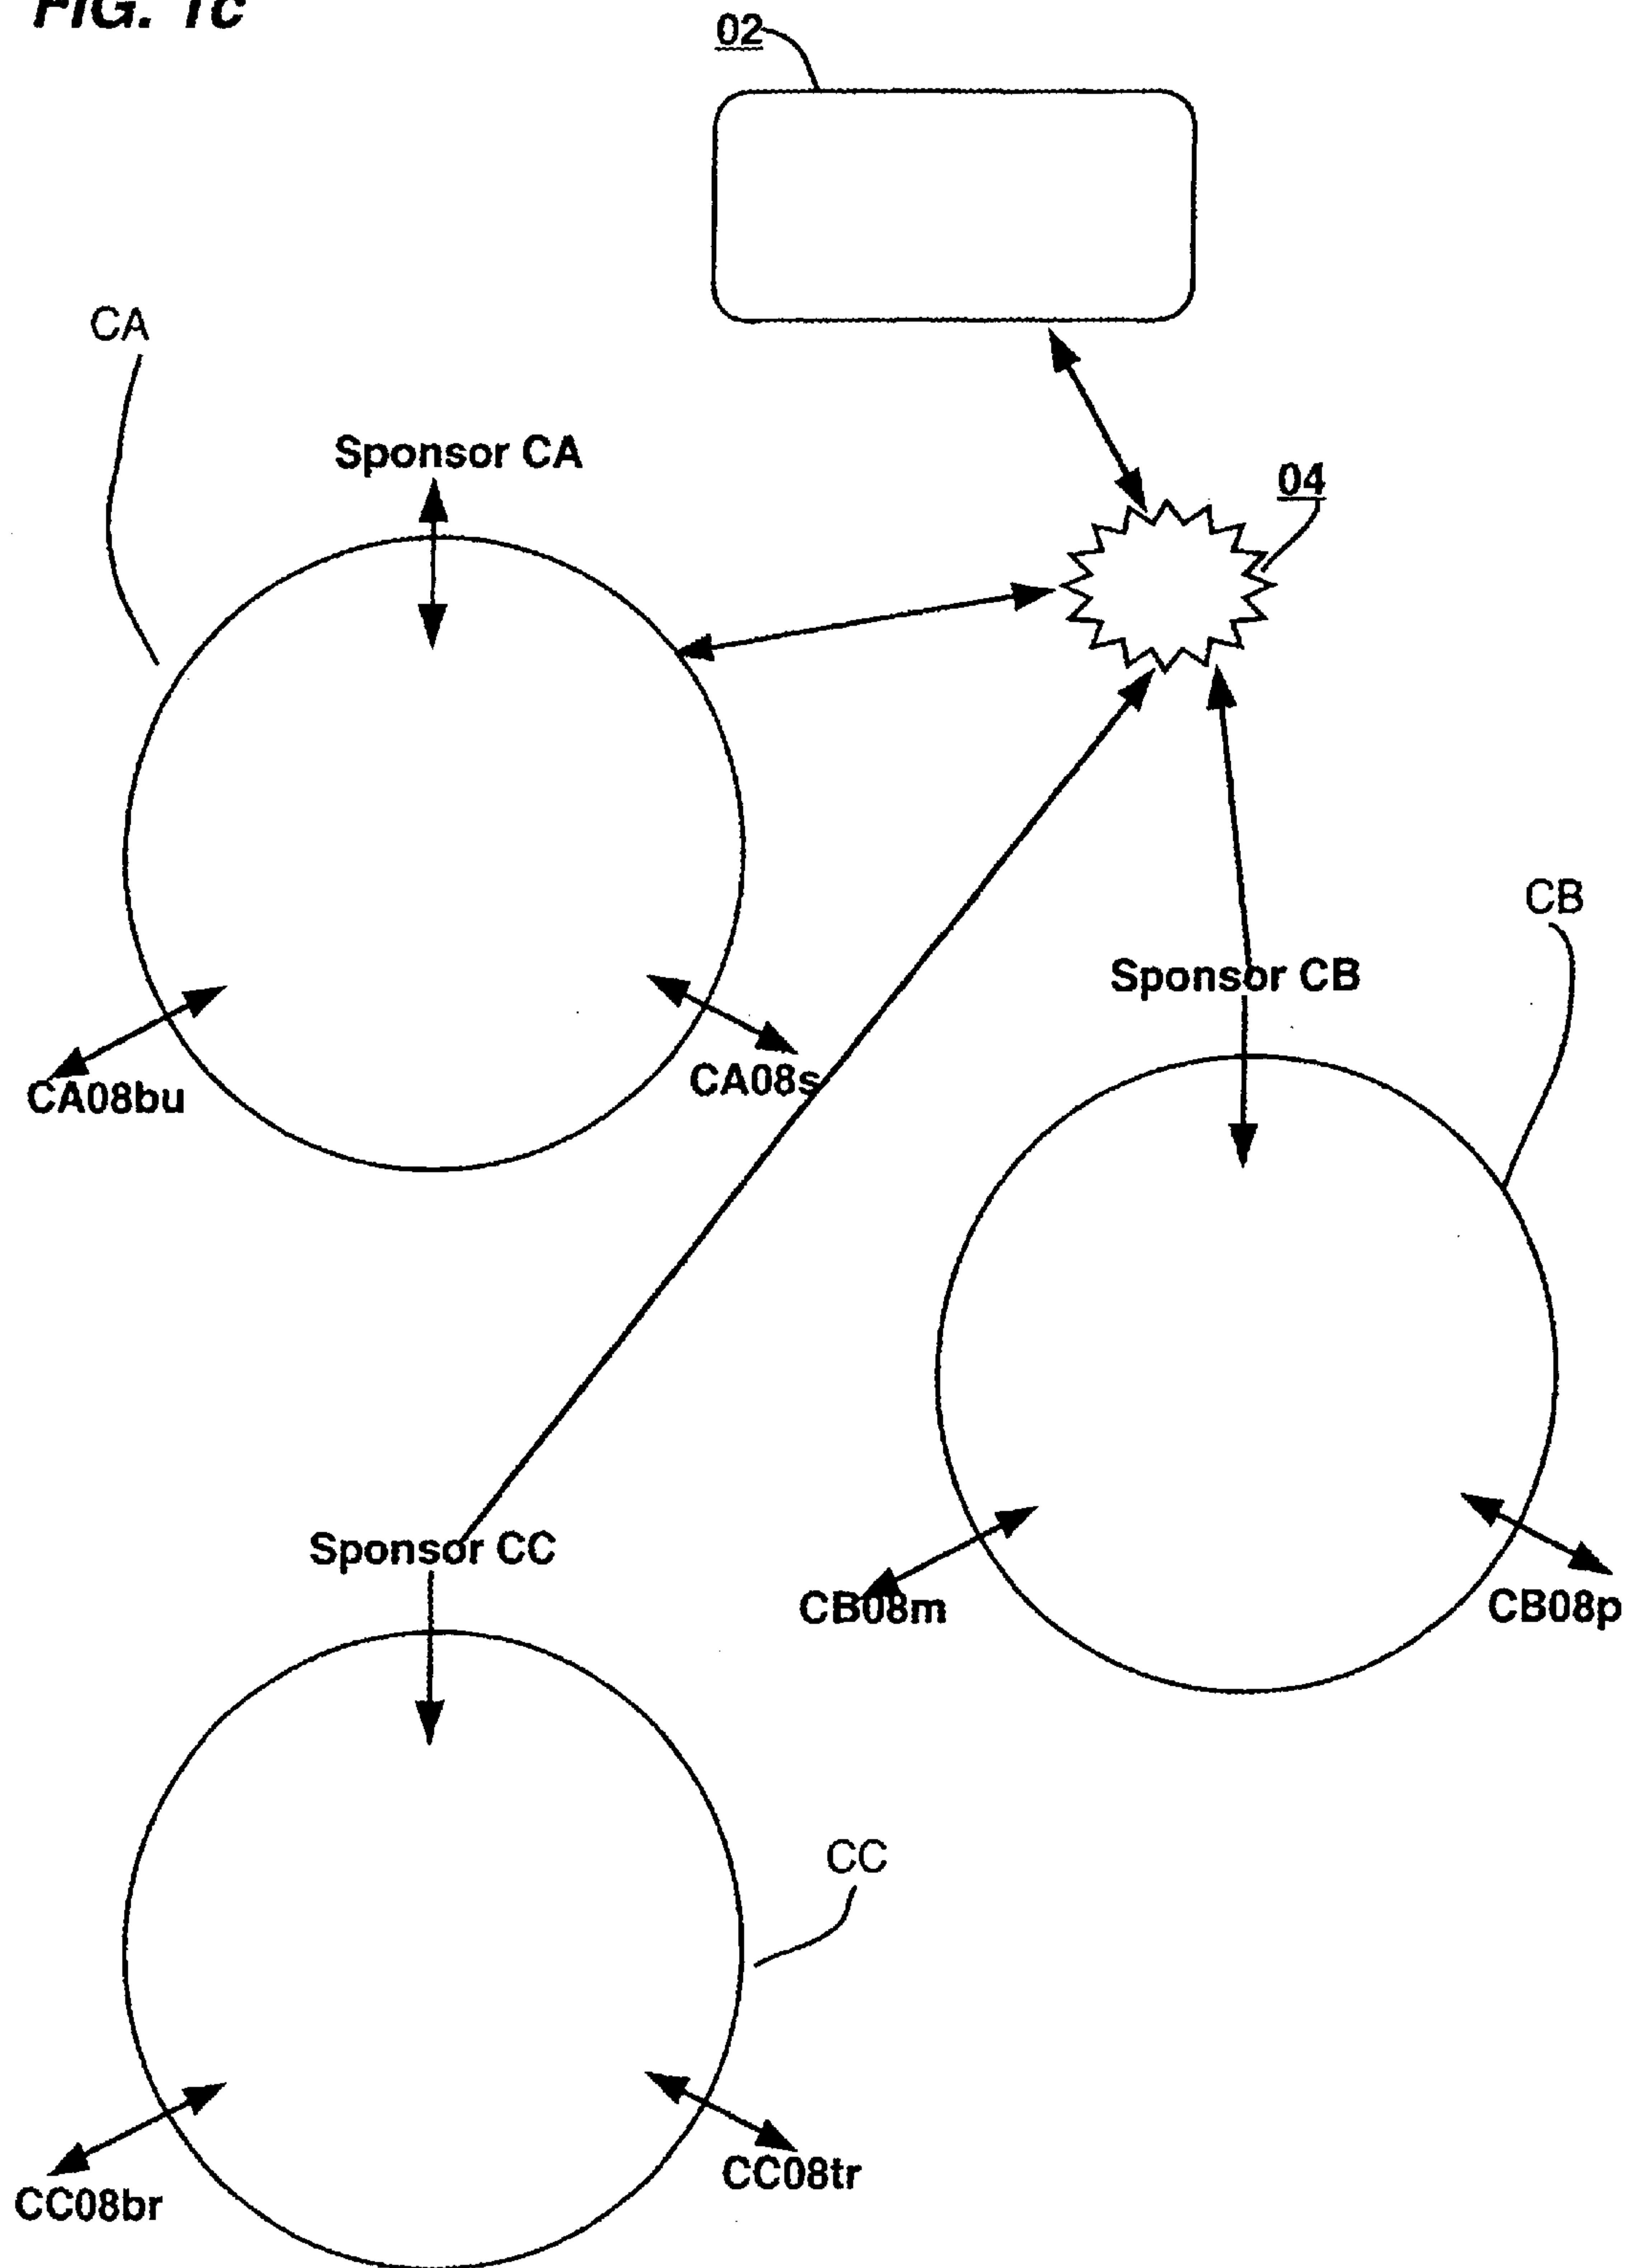 FIG. 1c
02
CA
Sponsor CA
04
CB
Sponsor CB
CA08bu
CA08s
Sponsor CC
CB08m
CB08p
CC
CC08tr
CC08br